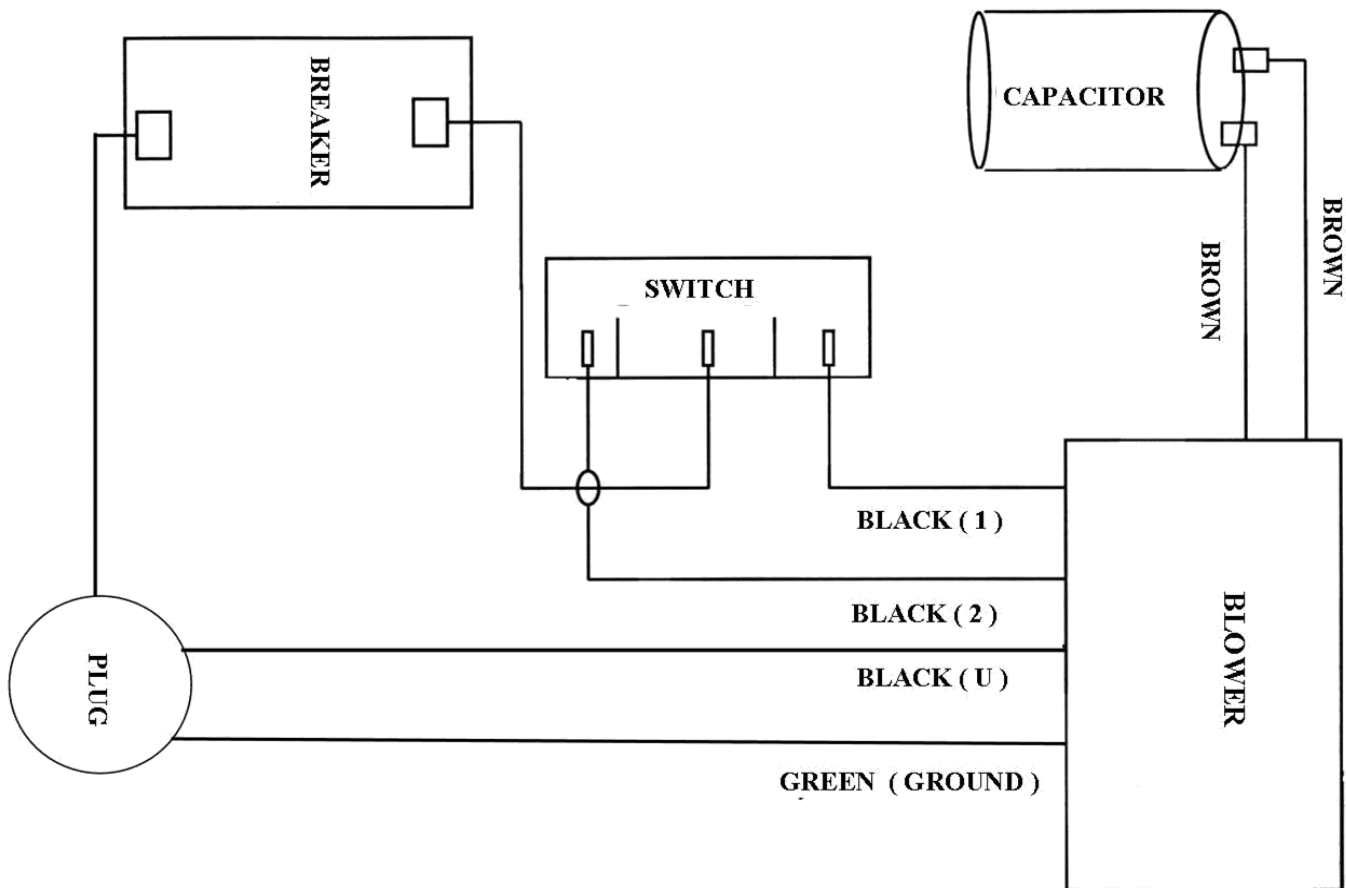 BREAKER
CAPACITOR
SWITCH
BROWN
BROWN
BLACK ( 1 )
BLACK ( 2 )
BLACK ( U )
GREEN ( GROUND )
PLUG
BLOWER